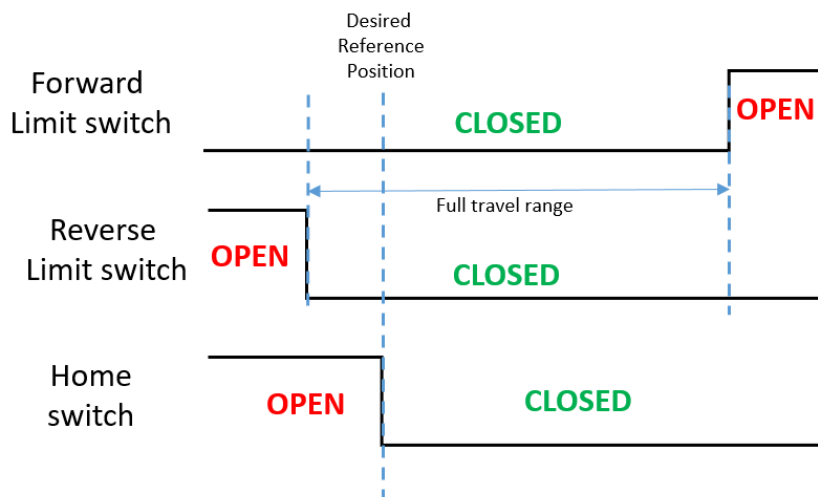 Desired
Reference
Position
Forward
Limit switch
CLOSED
OPEN
Full travel range
Reverse
Limit switch
OPEN
CLOSED
Home
switch
OPEN
CLOSED